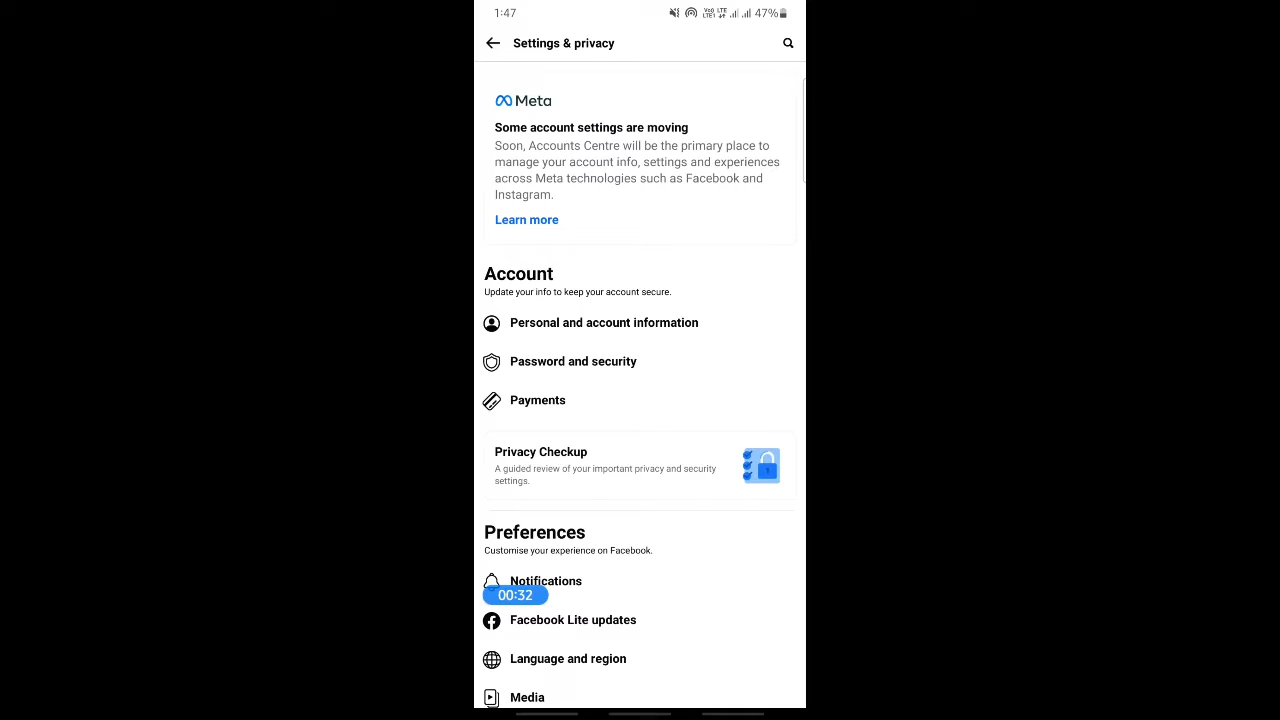 1:47
VoD LTE
LTE1
47%
Settings & privacy
Meta
Some account settings are moving
Soon, Accounts Centre will be the primary place to
manage your account info, settings and experiences
across Meta technologies such as Facebook and
Instagram.
Learn more
Account
Update your info to keep your account secure.
Personal and account information
Password and security
Payments
Privacy Checkup
A guided review of your important privacy and security
settings.
Preferences
Customise your experience on Facebook.
Notifications
00:32
Facebook Lite updates
Language and region
Media